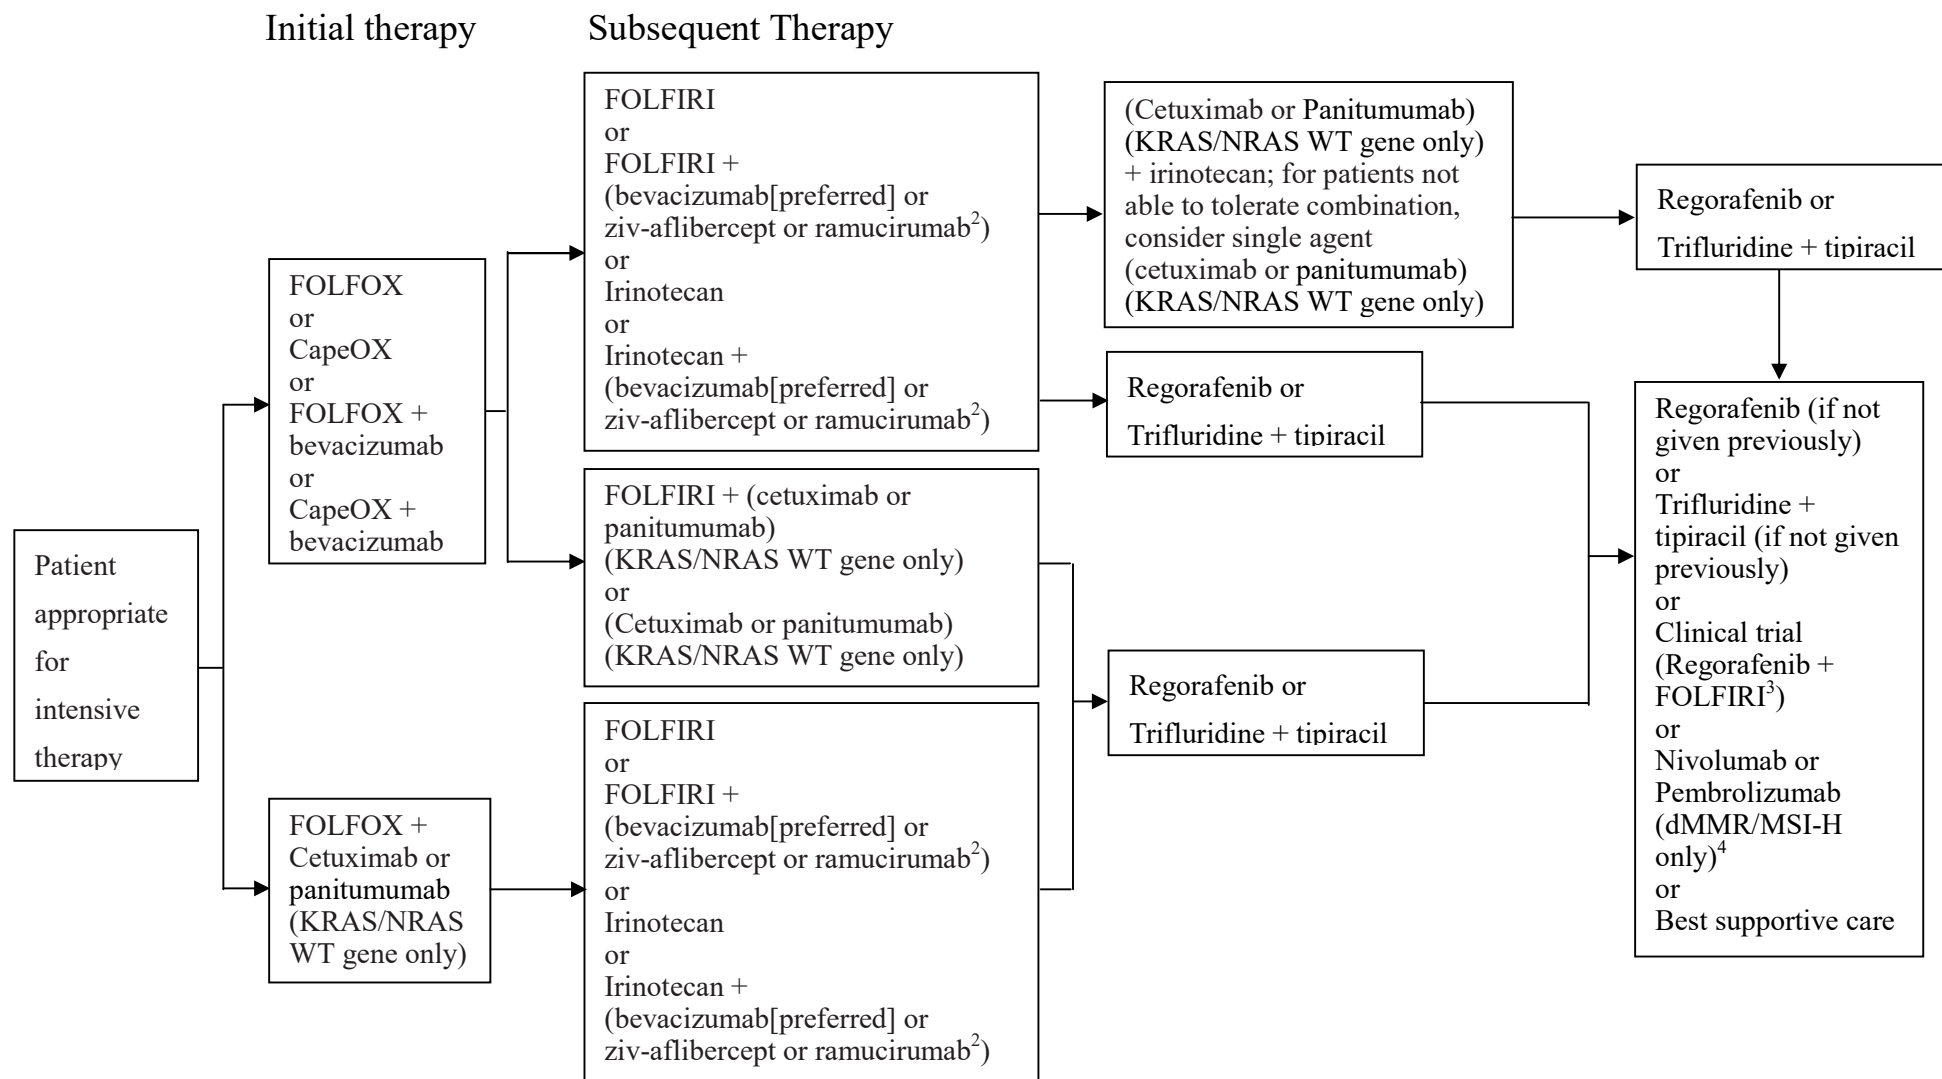 Initial therapy
Subsequent Therapy
Patient
appropriate
for
intensive
therapy
FOLFOX
or
CapeOX
or
FOLFOX +
bevacizumab
or
CapeOX +
bevacizumab
FOLFOX +
Cetuximab or
panitumumab
(KRAS/NRAS
WT gene only)
FOLFIRI
or
FOLFIRI +
(bevacizumab[preferred] or
ziv-aflibercept or ramucirumab²)
or
Irinotecan
or
Irinotecan +
(bevacizumab[preferred] or
ziv-aflibercept or ramucirumab²)
FOLFIRI + (cetuximab or
panitumumab)
(KRAS/NRAS WT gene only)
or
(Cetuximab or panitumumab)
(KRAS/NRAS WT gene only)
FOLFIRI
or
FOLFIRI +
(bevacizumab[preferred] or
ziv-aflibercept or ramucirumab²)
or
Irinotecan
or
Irinotecan +
(bevacizumab[preferred] or
ziv-aflibercept or ramucirumab²)
(Cetuximab or Panitumumab)
(KRAS/NRAS WT gene only)
+ irinotecan; for patients not
able to tolerate combination,
consider single agent
(cetuximab or panitumumab)
(KRAS/NRAS WT gene only)
Regorafenib or
Trifluridine + tipiracil
Regorafenib or
Trifluridine + tipiracil
Regorafenib or
Trifluridine + tipiracil
Regorafenib (if not
given previously)
or
Trifluridine +
tipiracil (if not given
previously)
or
Clinical trial
(Regorafenib +
FOLFIRI³)
or
Nivolumab or
Pembrolizumab
(dMMR/MSI-H
only)⁴
or
Best supportive care